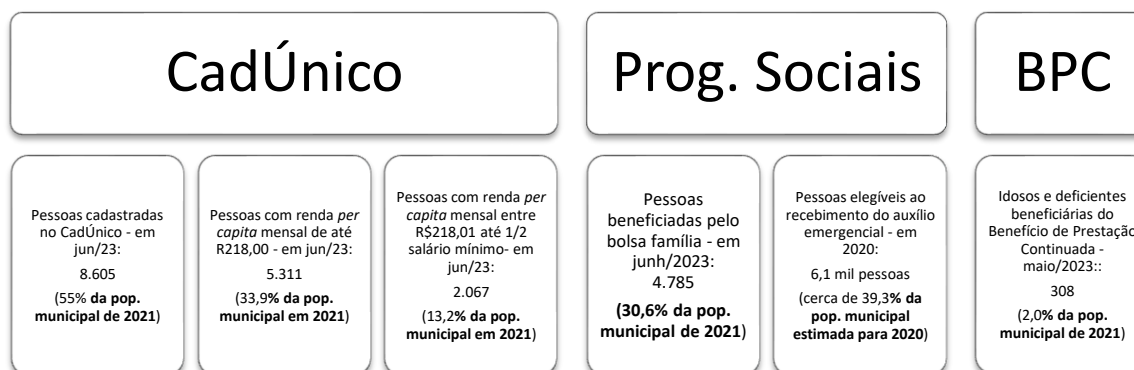 CadÚnico
Prog. Sociais
BPC
Pessoas cadastradas
no CadÚnico - em
jun/23:
8.605
(55% da pop.
municipal de 2021)
Pessoas com renda per
capita mensal de até
R218,00 - em jun/23:
5.311
(33,9% da pop.
municipal em 2021)
Pessoas com renda per
capita mensal entre
R$218,01 até 1/2
salário mínimo- em
jun/23:
2.067
(13,2% da pop.
municipal em 2021)
Pessoas
beneficiadas pelo
bolsa família - em
junh/2023:
4.785
(30,6% da pop.
municipal de 2021)
Pessoas elegíveis ao
recebimento do auxílio
emergencial - em
2020:
6,1 mil pessoas
(cerca de 39,3% da
pop. municipal
estimada para 2020)
Idosos e deficientes
beneficiárias do
Benefício de Prestação
Continuada -
maio/2023::
308
(2,0% da pop.
municipal de 2021)